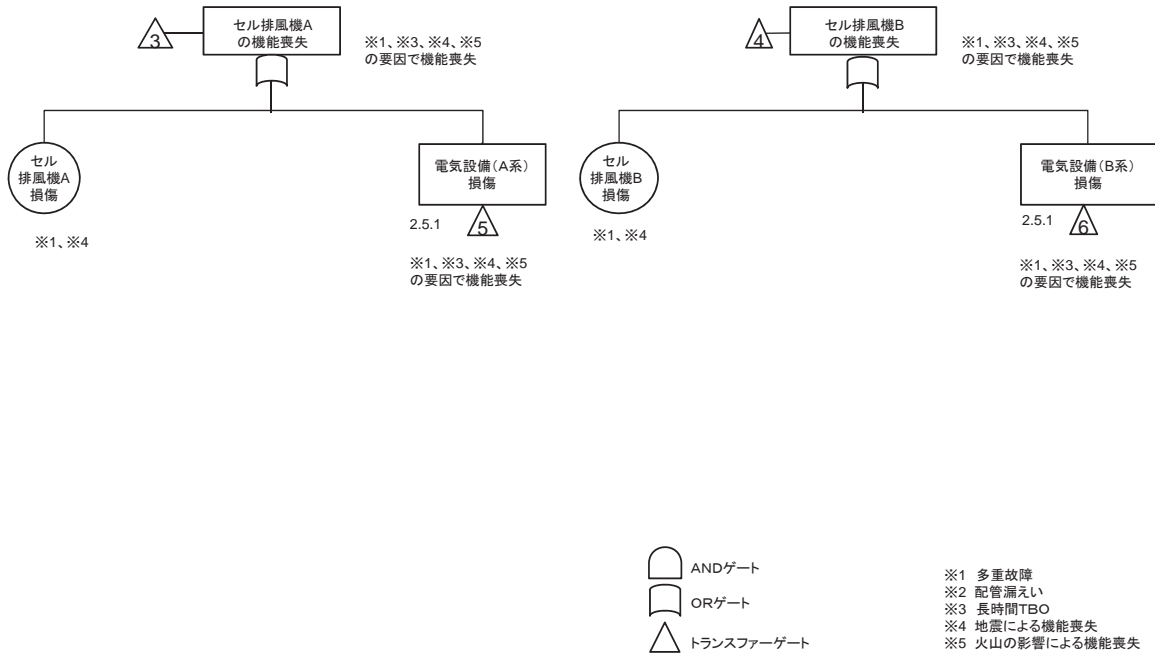 3
セル排風機A
の機能喪失
※1、※3、※4、※5
の要因で機能喪失
セル
排風機A
損傷
※1、※4
電気設備(A系)
損傷
2.5.1
5
※1、※3、※4、※5
の要因で機能喪失
4
セル排風機B
の機能喪失
※1、※3、※4、※5
の要因で機能喪失
セル
排風機B
損傷
※1、※4
電気設備(B系)
損傷
2.5.1
6
※1、※3、※4、※5
の要因で機能喪失
ANDゲート
ORゲート
トランスファーゲート
※1 多重故障
※2 配管漏えい
※3 長時間TBO
※4 地震による機能喪失
※5 火山の影響による機能喪失